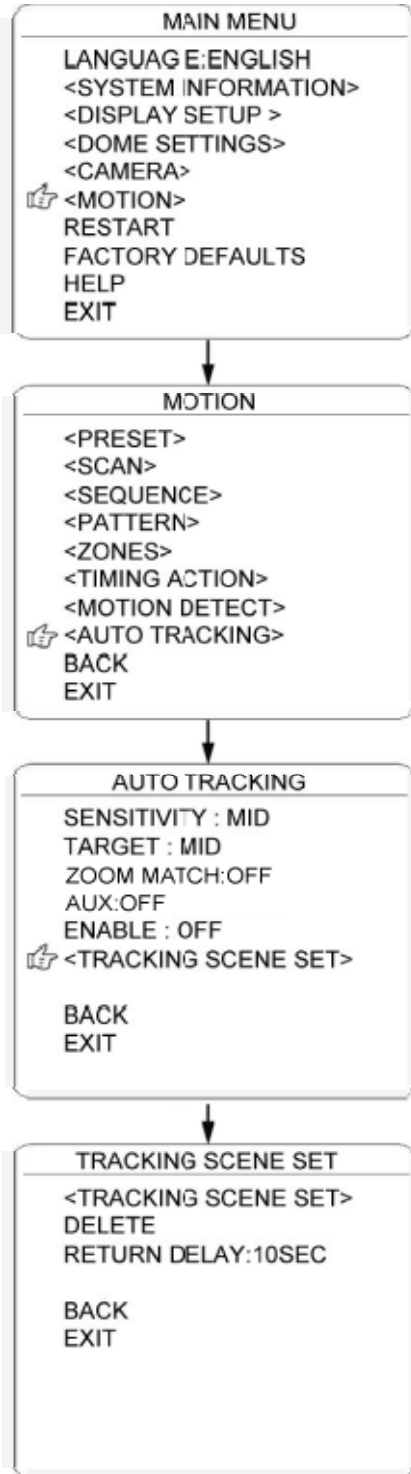 MAIN MENU
LANGUAG E:ENGLISH
<SYSTEM INFORMATION>
<DISPLAY SETUP >
<DOME SETTINGS>
<CAMERA>
<MOTION>
RESTART
FACTORY DEFAULTS
HELP
EXIT
MOTION
<PRESET>
<SCAN>
<SEQUENCE>
<PATTERN>
<ZONES>
<TIMING ACTION>
<MOTION DETECT>
<AUTO TRACKING>
BACK
EXIT
AUTO TRACKING
SENSITIVITY : MID
TARGET : MID
ZOOM MATCH:OFF
AUX:OFF
ENABLE : OFF
<TRACKING SCENE SET>
BACK
EXIT
TRACKING SCENE SET
<TRACKING SCENE SET>
DELETE
RETURN DELAY:10SEC
BACK
EXIT